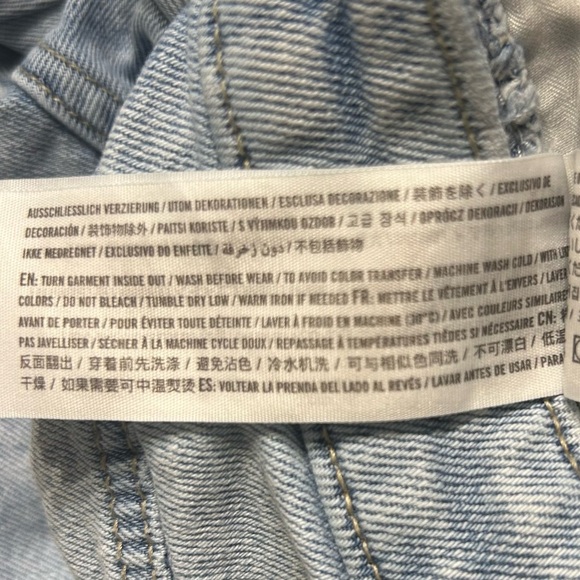 AUSSCHLIESSLICH VERZIERUNG / UTOM DEKORATIONEN / ESCLUSA DECORAZIONE / 装飾を除く / EXCLUSIVO DE
DECORACIÓN / 装饰物除外 / PAITSI KORISTE / S VÝJIMKOU OZDOB / 고급 장식 / OPRÓCZ DEKORACJI / DEKORASION
IKKE MEDREGNET / EXCLUSIVO DO ENFEITE / دون زخرفة / 不包括飾物
EN: TURN GARMENT INSIDE OUT / WASH BEFORE WEAR / TO AVOID COLOR TRANSFER / MACHINE WASH COLD / WITH
COLORS / DO NOT BLEACH / TUMBLE DRY LOW / WARM IRON IF NEEDED FR: METTRE LE VÊTEMENT À L'ENVERS / LAVER
AVANT DE PORTER / POUR ÉVITER TOUTE DÉTEINTE / LAVER À FROID EN MACHINE (30°C) / AVEC COULEURS SIMILAIRE
PAS JAVELLISER / SÉCHER À LA MACHINE CYCLE DOUX / REPASSAGE À TEMPÉRATURES TIÈDES SI NÉCESSAIRE CN:
反面翻出 / 穿着前先洗涤 / 避免沾色 / 冷水机洗 / 可与相似色同洗 / 不可漂白 / 低温
干燥 / 如果需要可中温熨烫 ES: VOLTEAR LA PRENDA DEL LADO AL REVÉS / LAVAR ANTES DE USAR / PARA